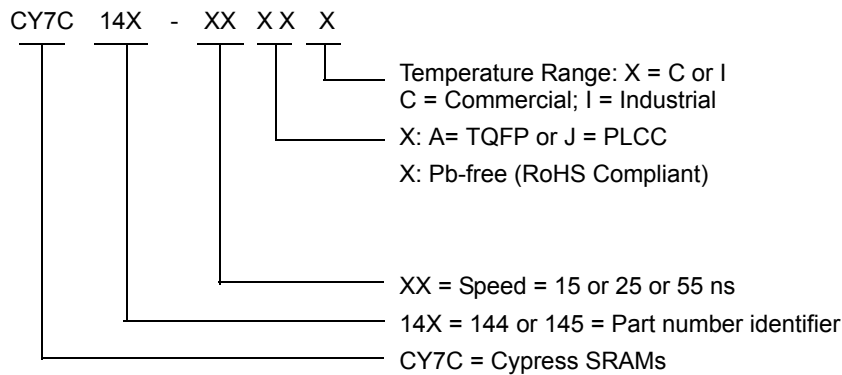 CY7C 14X - XX X X X
Temperature Range: X = C or I
C = Commercial; I = Industrial
X: A= TQFP or J = PLCC
X: Pb-free (RoHS Compliant)
XX = Speed = 15 or 25 or 55 ns
14X = 144 or 145 = Part number identifier
CY7C = Cypress SRAMs